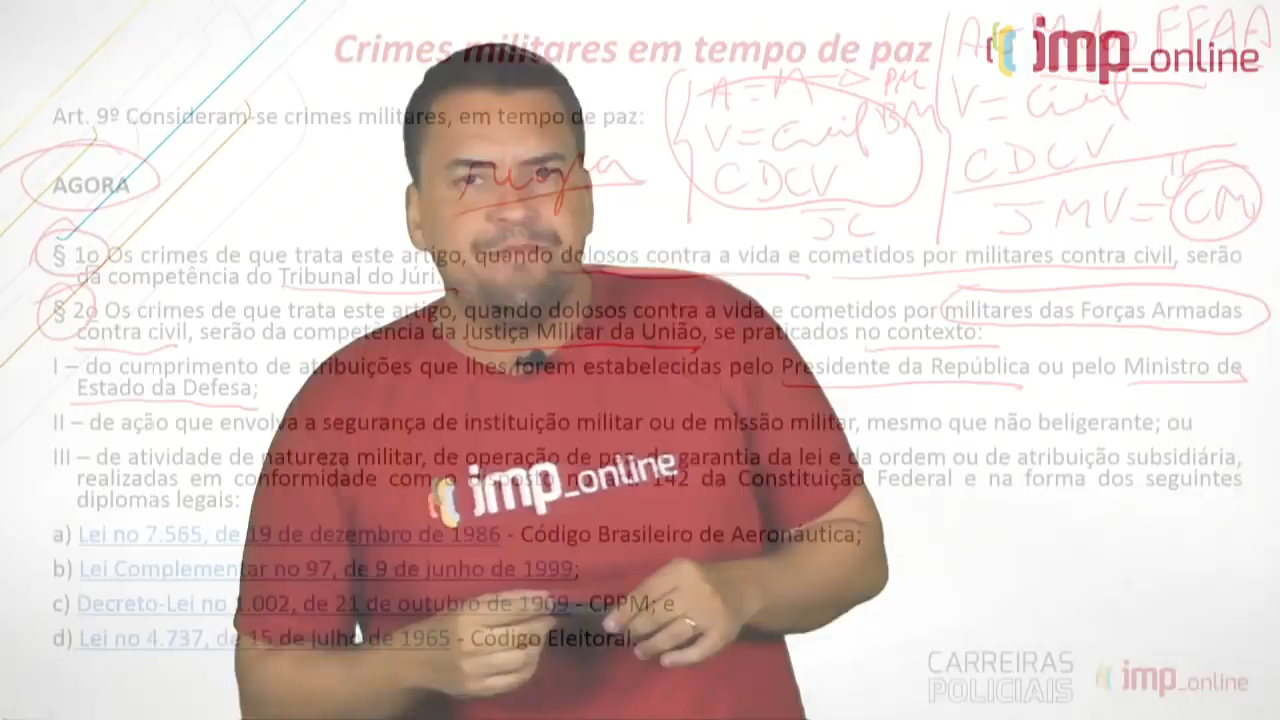 Crimes militares em tempo de paz
imp_online
A = M
PM
BM
V = Civil
CDCV
JC
FFAA
V = Civil
CDCV
JMV = CM
Art. 9º Consideram-se crimes militares, em tempo de paz:
AGORA
§ 1o Os crimes de que trata este artigo, quando dolosos contra a vida e cometidos por militares contra civil, serão
da competência do Tribunal do Júri.
§ 2o Os crimes de que trata este artigo, quando dolosos contra a vida e cometidos por militares das Forças Armadas
contra civil, serão da competência da Justiça Militar da União, se praticados no contexto:
I – do cumprimento de atribuições que lhes forem estabelecidas pelo Presidente da República ou pelo Ministro de
Estado da Defesa;
II – de ação que envolva a segurança de instituição militar ou de missão militar, mesmo que não beligerante; ou
III – de atividade de natureza militar, de operação de paz, de garantia da lei e da ordem ou de atribuição subsidiária,
realizadas em conformidade com o disposto no art. 142 da Constituição Federal e na forma dos seguintes
diplomas legais:
imp_online
a) Lei no 7.565, de 19 de dezembro de 1986 - Código Brasileiro de Aeronáutica;
b) Lei Complementar no 97, de 9 de junho de 1999;
c) Decreto-Lei no 1.002, de 21 de outubro de 1969 - CPPM; e
d) Lei no 4.737, de 15 de julho de 1965 - Código Eleitoral.
CARREIRAS
POLICIAIS
imp_online